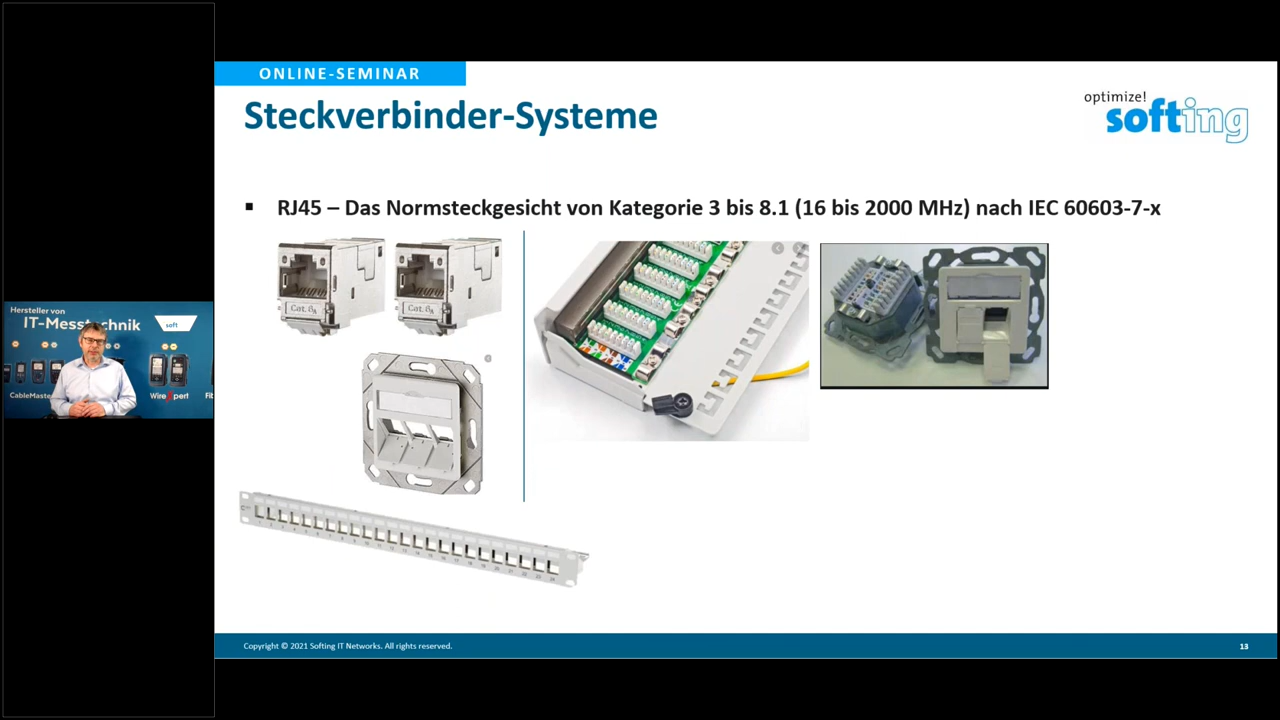 ONLINE-SEMINAR
Steckverbinder-Systeme
optimize!
softing
▪ RJ45 – Das Normsteckgesicht von Kategorie 3 bis 8.1 (16 bis 2000 MHz) nach IEC 60603-7-x
Cat. 6A
Cat. 6A
Hersteller von
IT-Messtechnik
soft
CableMaste
WireXpert
Fib
Copyright © 2021 Softing IT Networks. All rights reserved.
13